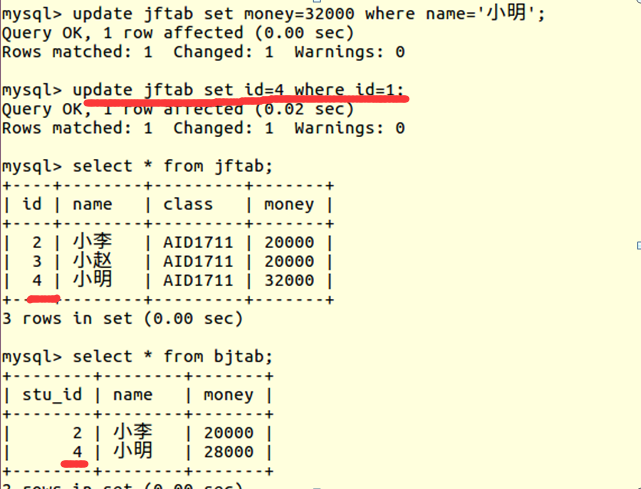 mysql> update jftab set money=32000 where name='小明';
Query OK, 1 row affected (0.00 sec)
Rows matched: 1  Changed: 1  Warnings: 0
mysql> update jftab set id=4 where id=1;
Query OK, 1 row affected (0.02 sec)
Rows matched: 1  Changed: 1  Warnings: 0
mysql> select * from jftab;
+----+--------+---------+-------+
| id | name   | class   | money |
+----+--------+---------+-------+
|  2 | 小李   | AID1711 | 20000 |
|  3 | 小赵   | AID1711 | 20000 |
|  4 | 小明   | AID1711 | 32000 |
+----+--------+---------+-------+
3 rows in set (0.00 sec)
mysql> select * from bjtab;
+--------+--------+-------+
| stu_id | name   | money |
+--------+--------+-------+
|      2 | 小李   | 20000 |
|      4 | 小明   | 28000 |
+--------+--------+-------+
rows in set (0.00 sec)